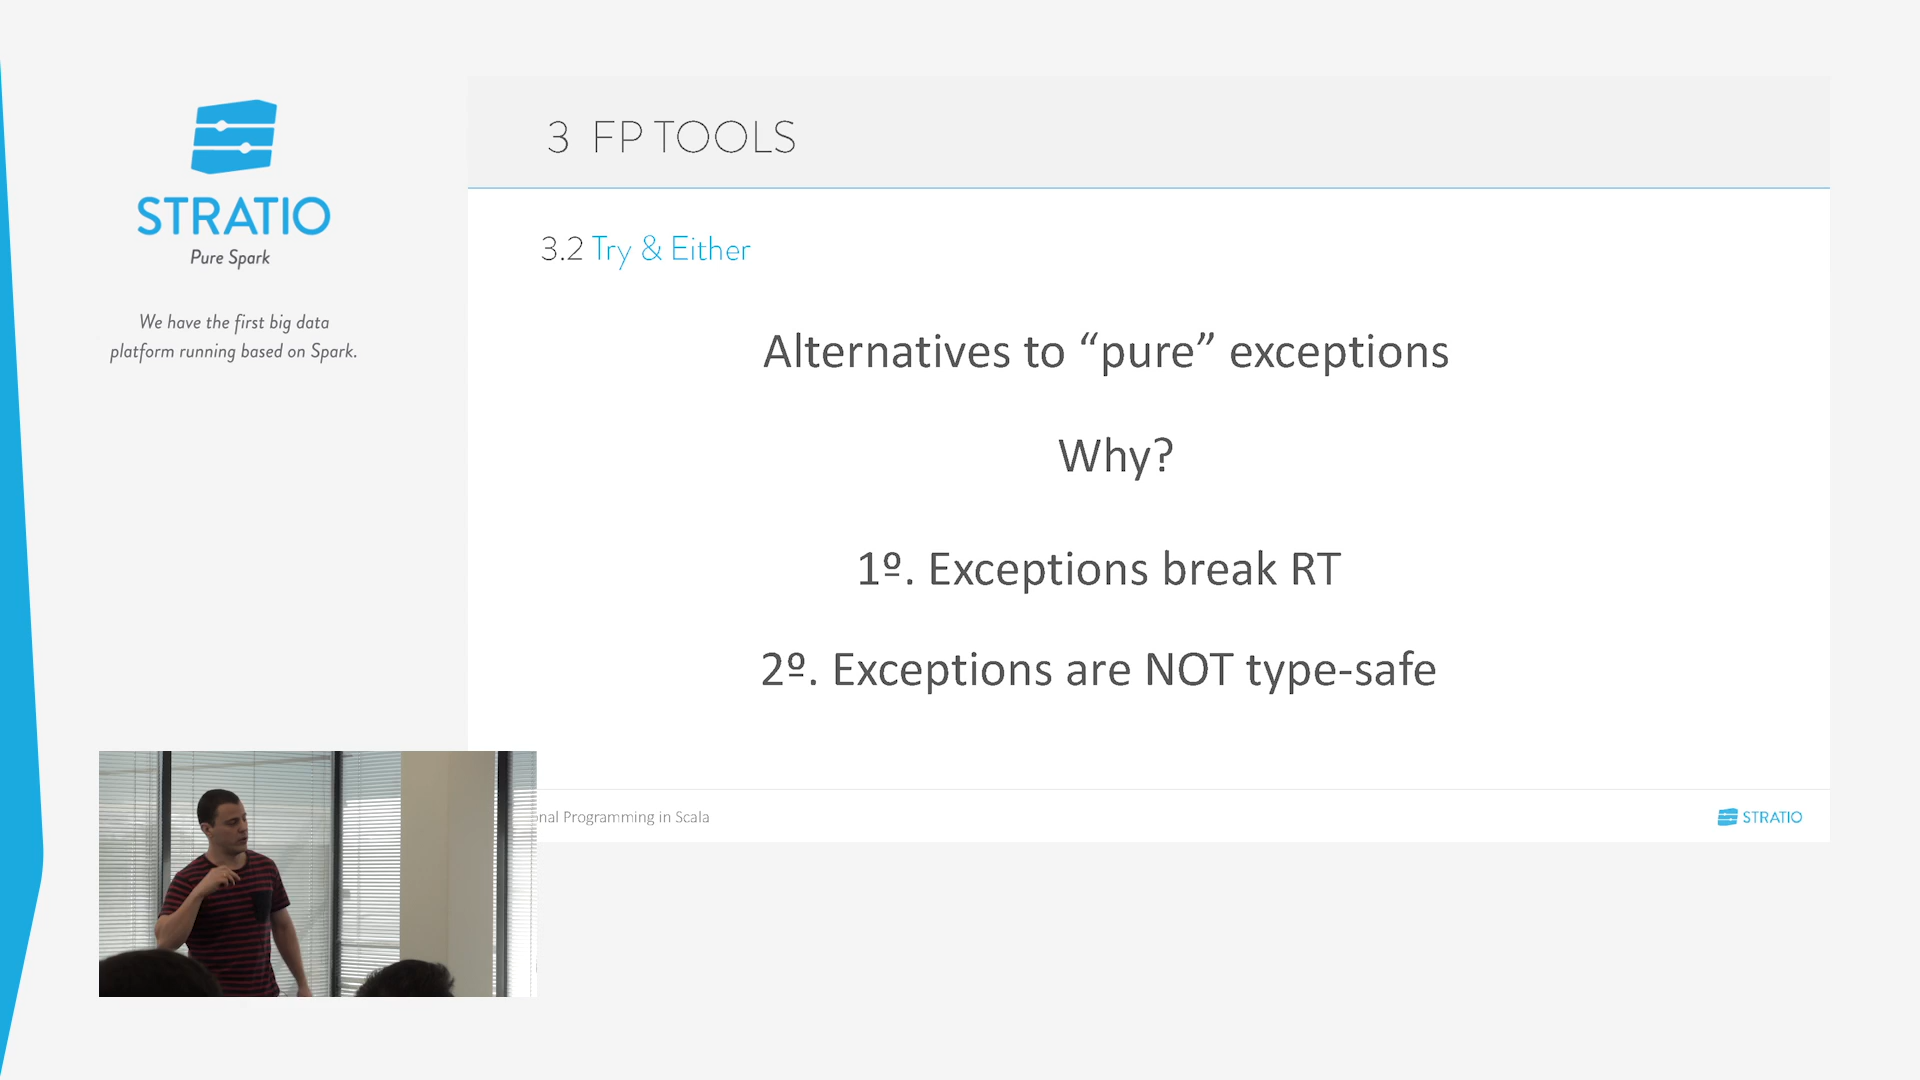 STRATIO
Pure Spark
We have the first big data
platform running based on Spark.
3 FP TOOLS
3.2 Try & Either
Alternatives to “pure” exceptions
Why?
1º. Exceptions break RT
2º. Exceptions are NOT type-safe
Programming in Scala
STRATIO